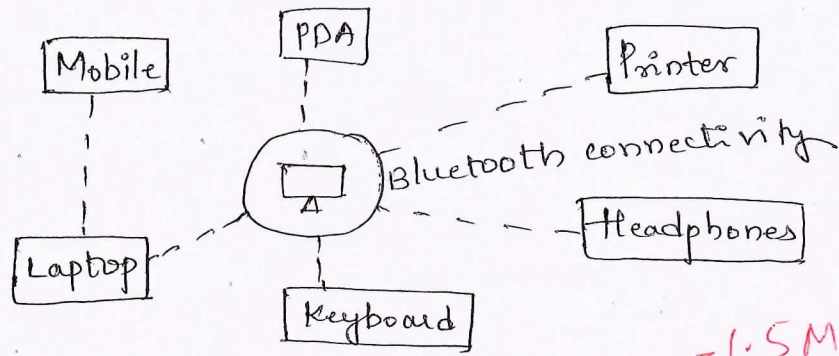 PDA
Mobile
Printer
Bluetooth connectivity
Headphones
Laptop
Keyboard
-1.5M